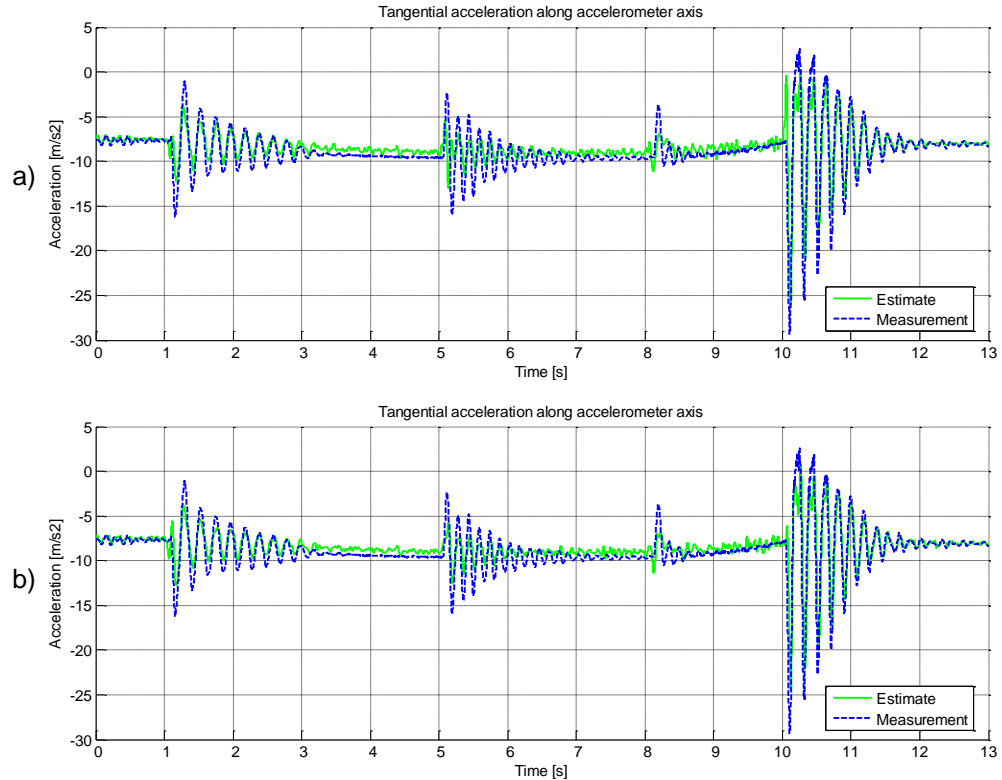 Tangential acceleration along accelerometer axis
5
0
-5
-10
-15
-20
-25
-30
Acceleration [m/s2]
a)
Estimate
Measurement
0 1 2 3 4 5 6 7 8 9 10 11 12 13
Time [s]
Tangential acceleration along accelerometer axis
5
0
-5
-10
-15
-20
-25
-30
Acceleration [m/s2]
b)
Estimate
Measurement
0 1 2 3 4 5 6 7 8 9 10 11 12 13
Time [s]